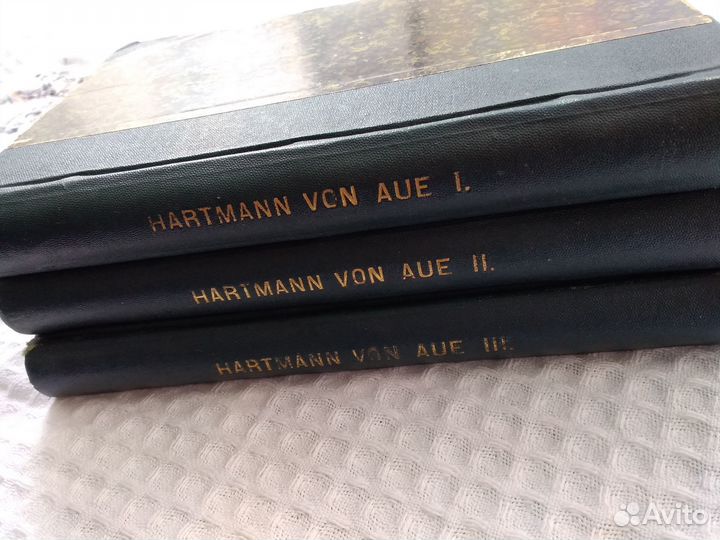 HARTMANN VON AUE I.
HARTMANN VON AUE II.
HARTMANN VON AUE III.
Avito